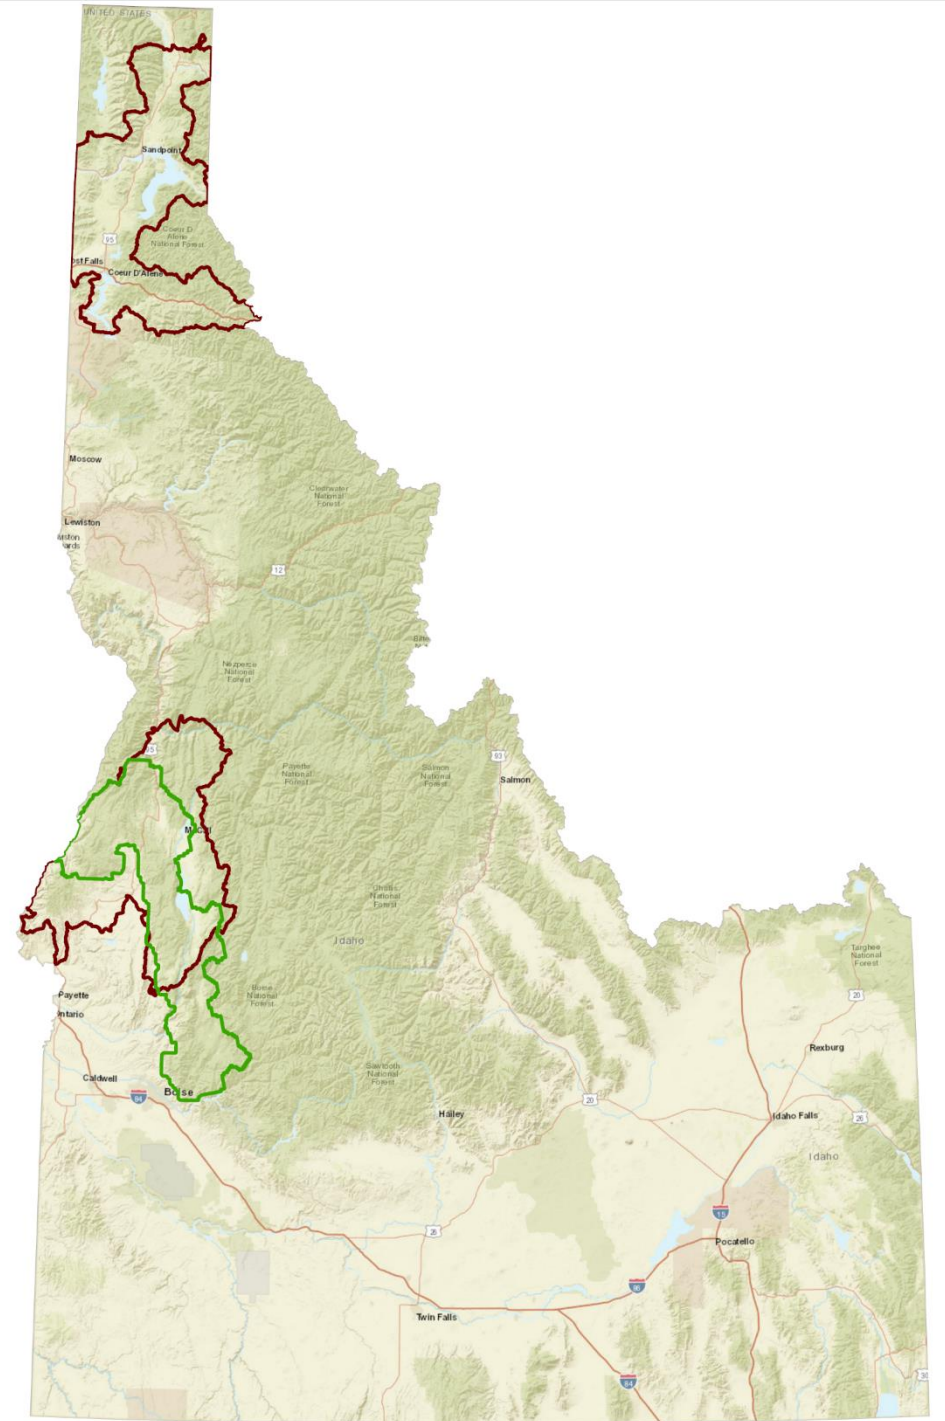 UNITED STATES
Sandpoint
Coeur D
Alene
National Forest
95
ost Falls
Coeur D'Alene
Moscow
Clearwater
National
Forest
Lewiston
12
Nezperce
National
Forest
95
Payette
National
Forest
Salmon
National
Forest
93
Salmon
Challis
National
Forest
Idaho
Targhee
National
Forest
Boise
National
Forest
Payette
Ontario
20
Rexburg
Sawtooth
National
Forest
Caldwell
84
Boise
20
Hailey
Idaho Falls
26
Idaho
15
26
Pocatello
86
Twin Falls
84
30